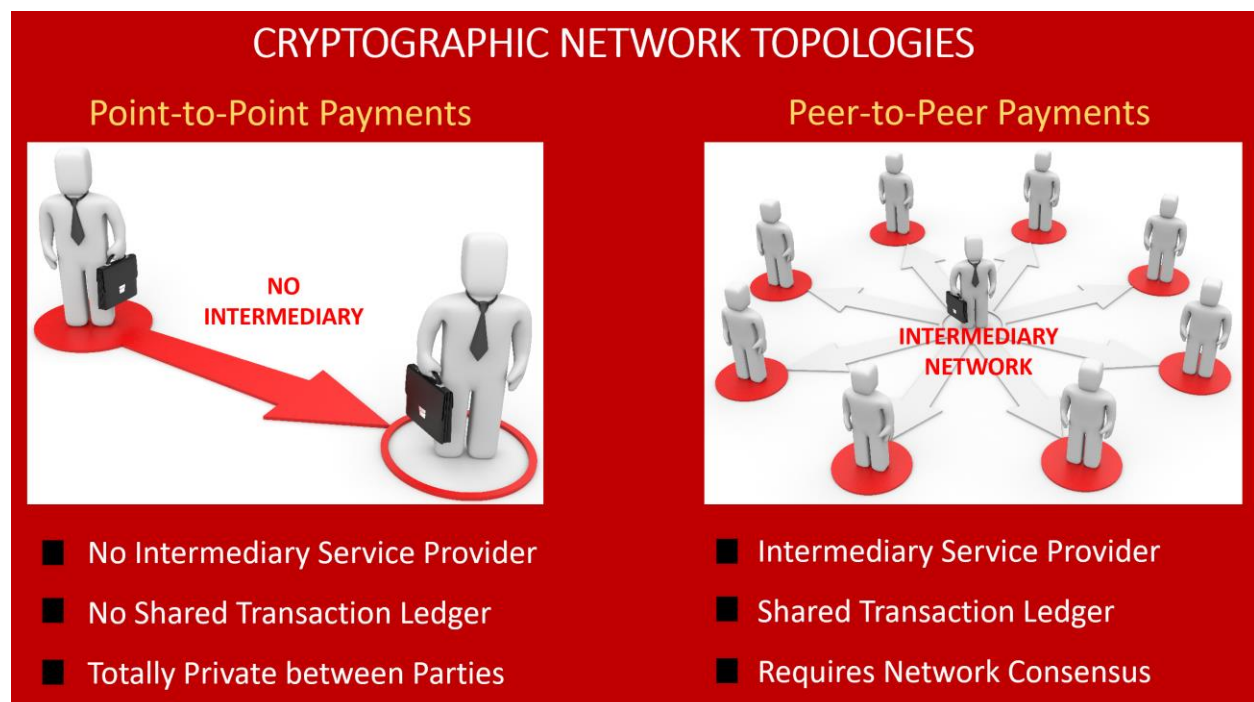 CRYPTOGRAPHIC NETWORK TOPOLOGIES
Point-to-Point Payments
NO
INTERMEDIARY
No Intermediary Service Provider
No Shared Transaction Ledger
Totally Private between Parties
Peer-to-Peer Payments
INTERMEDIARY
NETWORK
Intermediary Service Provider
Shared Transaction Ledger
Requires Network Consensus